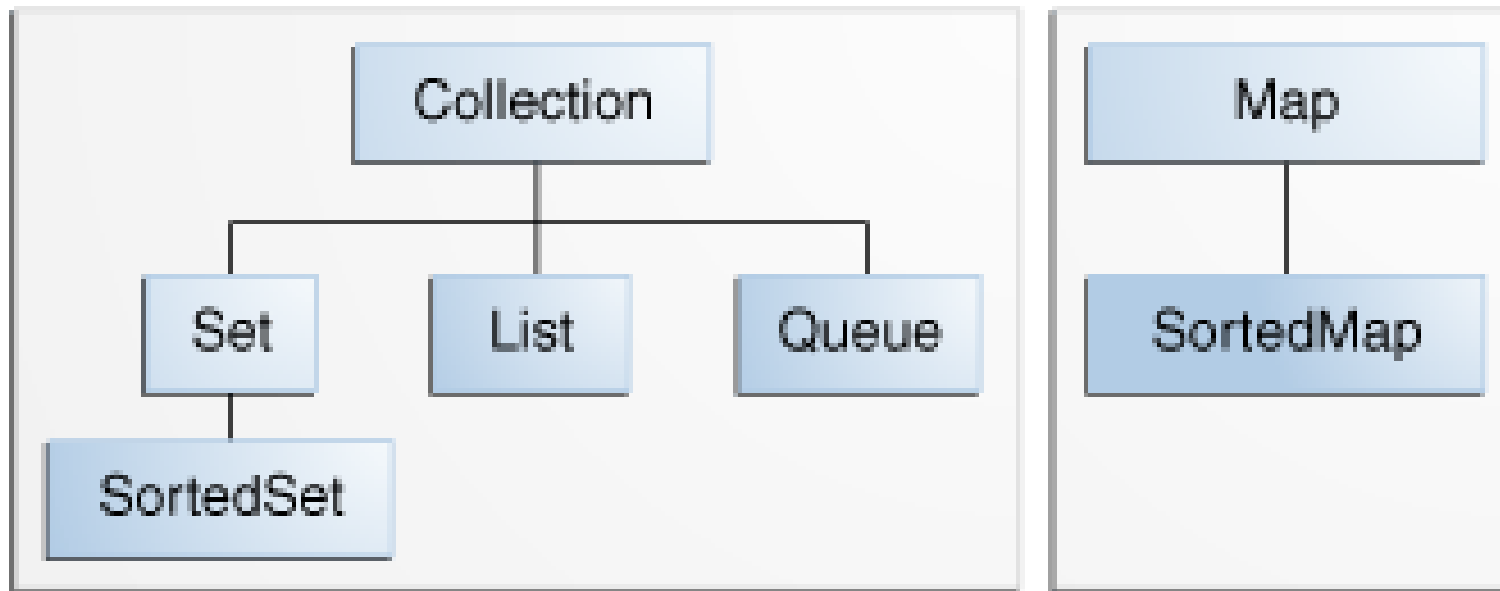 Collection
Map
Set
List
Queue
SortedMap
SortedSet